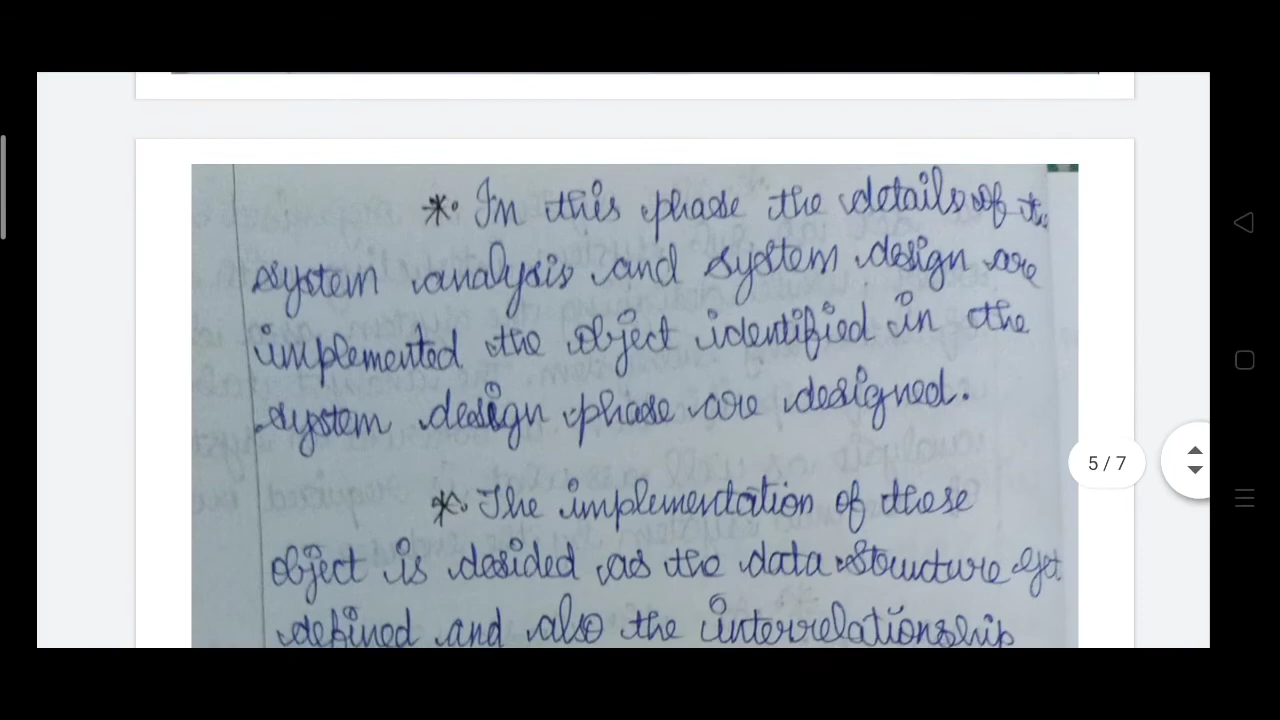 *. In this phase the details of the
system analysis and system design are
implemented the object identified in the
system design phase are designed.
5 / 7
*. The implementation of these
object is desided as the data structure get
defined and also the interrelationship